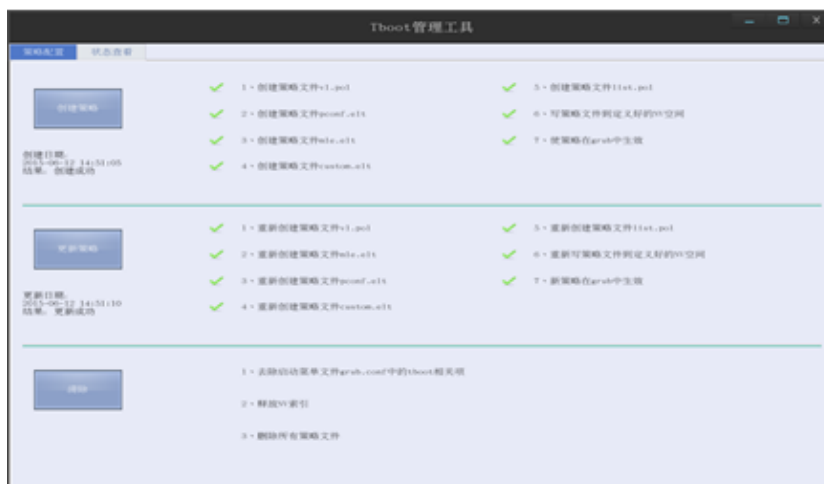 Tboot管理工具
策略配置
状态查看
创建策略
1、创建策略文件v1.pol
2、创建策略文件pconf.elt
3、创建策略文件mle.elt
4、创建策略文件custom.elt
5、创建策略文件list.pol
6、写策略文件到定义好的NV空间
7、使策略在grub中生效
创建日期:
2015-06-12 14:51:05
结果: 创建成功
更新策略
1、重新创建策略文件v1.pol
2、重新创建策略文件mle.elt
3、重新创建策略文件pconf.elt
4、重新创建策略文件custom.elt
5、重新创建策略文件list.pol
6、重新写策略文件到定义好的NV空间
7、新策略在grub中生效
更新日期:
2015-06-12 14:51:10
结果: 更新成功
清除
1、去除启动菜单文件grub.conf中的tboot相关项
2、释放NV索引
3、删除所有策略文件